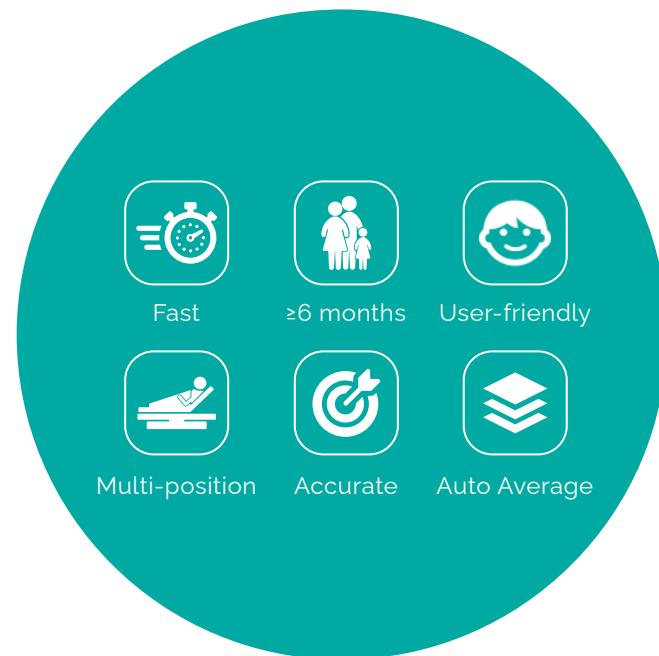 Fast
≥6 months
User-friendly
Multi-position
Accurate
Auto Average